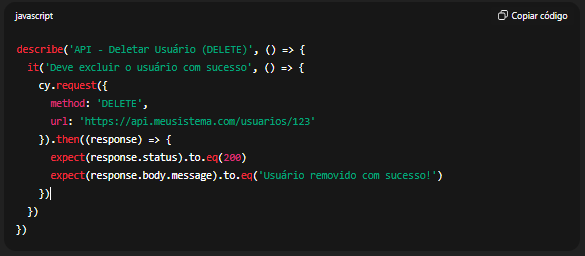 javascript
Copiar código
describe('API - Deletar Usuário (DELETE)', () => {
  it('Deve excluir o usuário com sucesso', () => {
    cy.request({
      method: 'DELETE',
      url: 'https://api.meusistema.com/usuarios/123'
    }).then((response) => {
      expect(response.status).to.eq(200)
      expect(response.body.message).to.eq('Usuário removido com sucesso!')
    })
  })
})